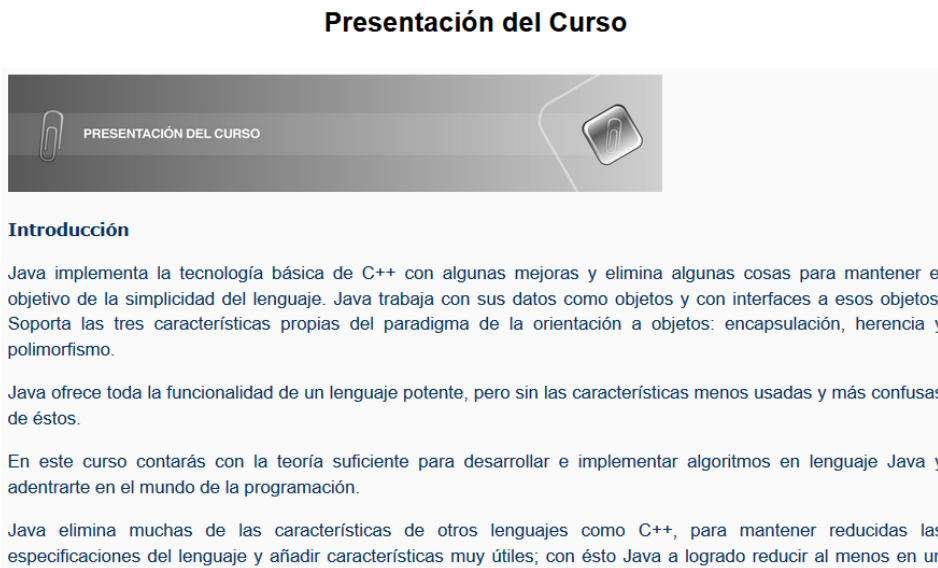 Presentación del Curso
PRESENTACIÓN DEL CURSO
Introducción
Java implementa la tecnología básica de C++ con algunas mejoras y elimina algunas cosas para mantener e
objetivo de la simplicidad del lenguaje. Java trabaja con sus datos como objetos y con interfaces a esos objetos
Soporta las tres características propias del paradigma de la orientación a objetos: encapsulación, herencia y
polimorfismo.
Java ofrece toda la funcionalidad de un lenguaje potente, pero sin las características menos usadas y más confusas
de éstos.
En este curso contarás con la teoría suficiente para desarrollar e implementar algoritmos en lenguaje Java y
adentrarte en el mundo de la programación.
Java elimina muchas de las características de otros lenguajes como C++, para mantener reducidas las
especificaciones del lenguaje y añadir características muy útiles; con ésto Java a logrado reducir al menos en un